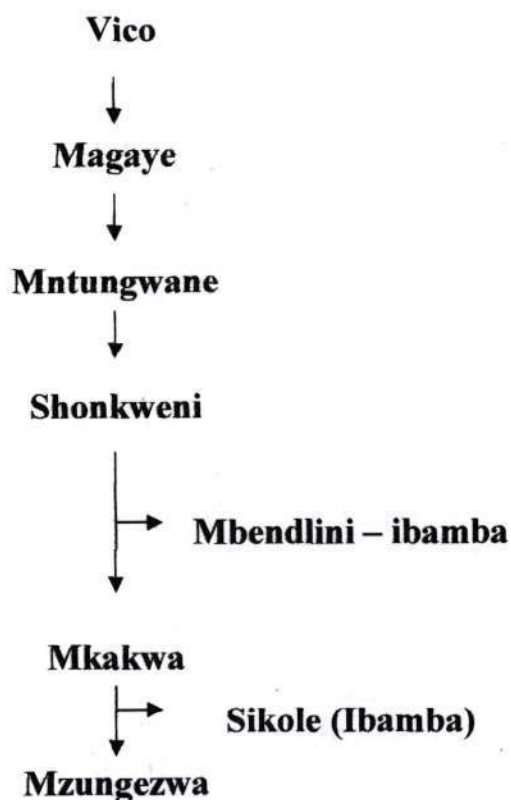 Vico
Magaye
Mntungwane
Shonkweni
Mbendlini – ibamba
Mkakwa
Sikole (Ibamba)
Mzungezwa